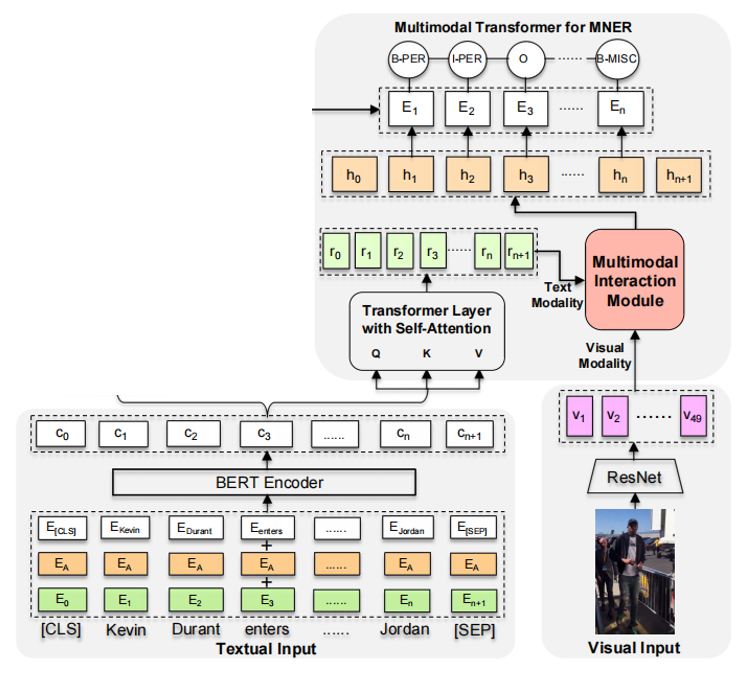 Multimodal Transformer for MNER
B-PER I-PER O ...... B-MISC
E1 E2 E3 ...... En
h0 h1 h2 h3 ...... hn hn+1
r0 r1 r2 r3 ...... rn rn+1
Text
Modality
Multimodal
Interaction
Module
Transformer Layer
with Self-Attention
Q K V
Visual
Modality
c0 c1 c2 c3 ...... cn cn+1
v1 v2 ...... v49
BERT Encoder
ResNet
E[CLS] EKevin EDurant Eenters ...... EJordan E[SEP]
+
EA EA EA EA ...... EA EA
+
E0 E1 E2 E3 ...... En En+1
[CLS] Kevin Durant enters ...... Jordan [SEP]
Textual Input
Visual Input